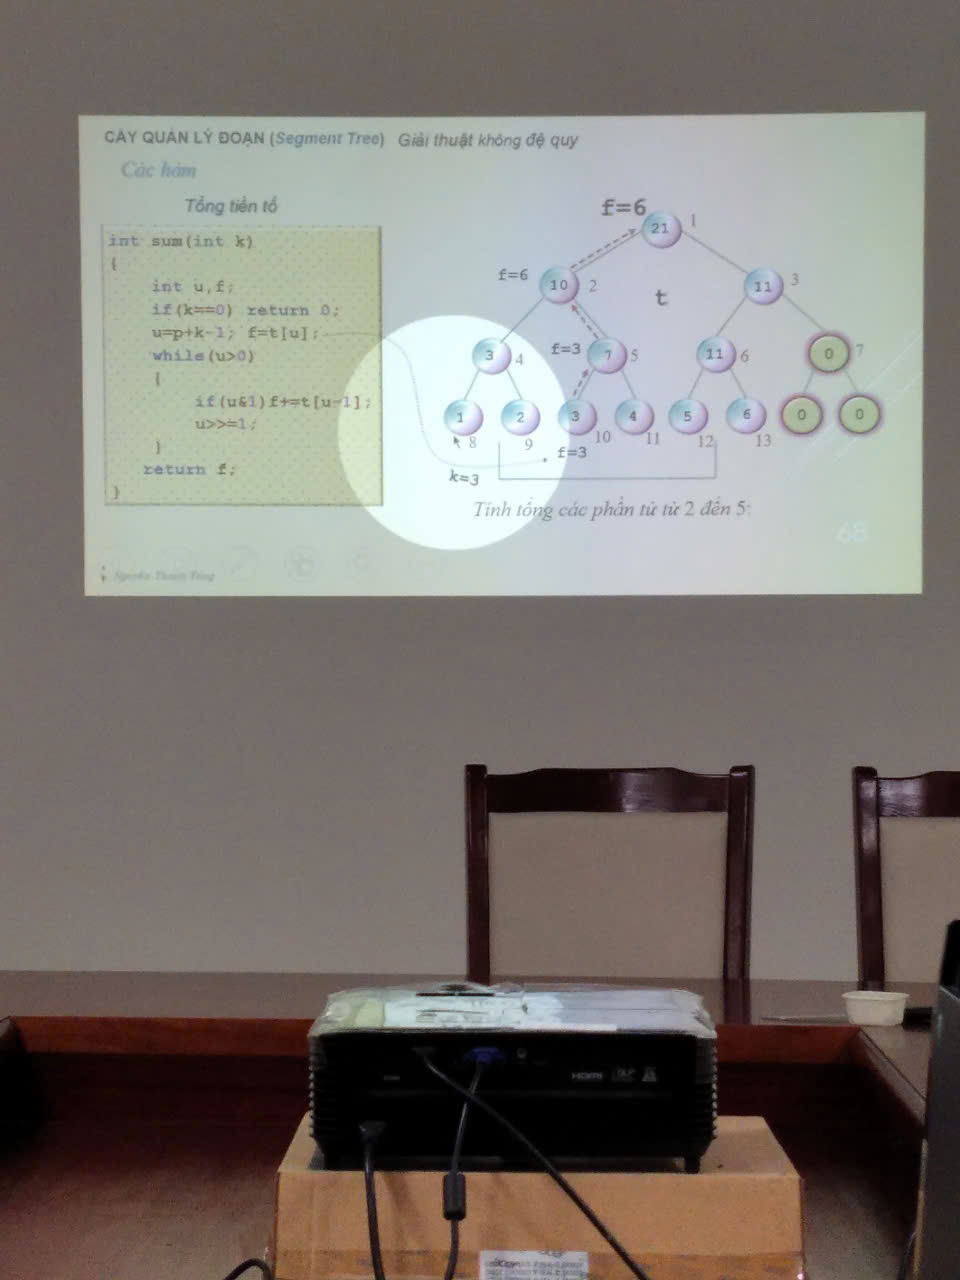 CÂY QUẢN LÝ ĐOẠN (Segment Tree) Giải thuật không đệ quy
Các hàm
Tổng tiền tố
int sum(int k)
{
int u,f;
if(k==0) return 0;
u=p+k-1; f=t[u];
while(u>0)
{
if(u&1)f+=t[u-1];
u>>=1;
}
return f;
}
f=6
21 1
f=6 10 2
t
11 3
3 4
f=3 7 5
11 6
0 7
1 8
2 9
3 10
4 11
5 12
6 13
0
0
f=3
k=3
Tính tổng các phần tử từ 2 đến 5:
68
Nguyễn Thanh Tùng
HDMI
DLP
acer